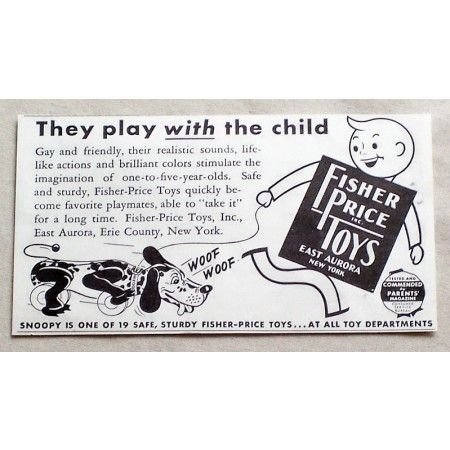 They play with the child
Gay and friendly, their realistic sounds, life-
like actions and brilliant colors stimulate the
imagination of one-to-five-year-olds. Safe
and sturdy, Fisher-Price Toys quickly be-
come favorite playmates, able to "take it"
for a long time. Fisher-Price Toys, Inc.,
East Aurora, Erie County, New York.
WOOF
WOOF
FISHER
PRICE
INC.
TOYS
EAST AURORA
NEW YORK
TESTED AND
COMMENDED
by
PARENTS'
MAGAZINE
SNOOPY IS ONE OF 19 SAFE, STURDY FISHER-PRICE TOYS...AT ALL TOY DEPARTMENTS